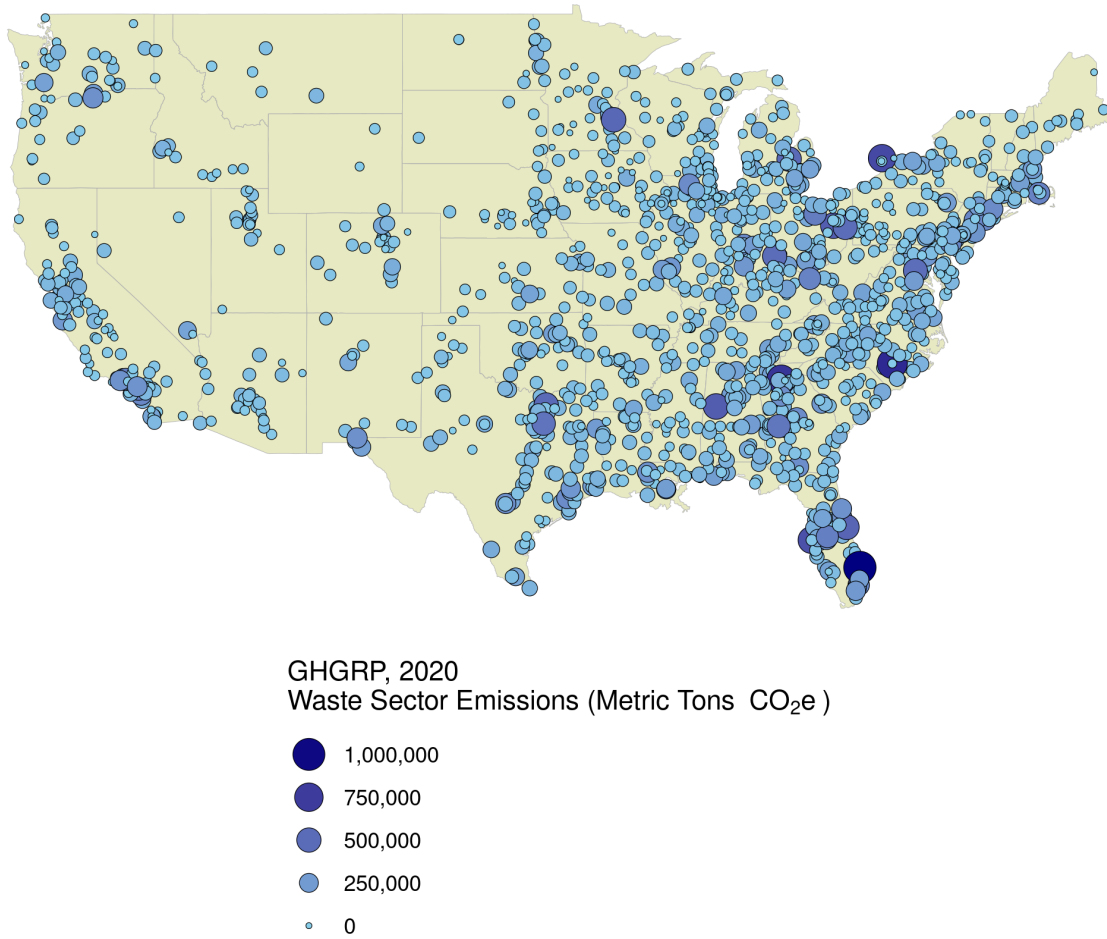 GHGRP, 2020
Waste Sector Emissions (Metric Tons CO₂e )
1,000,000
750,000
500,000
250,000
0